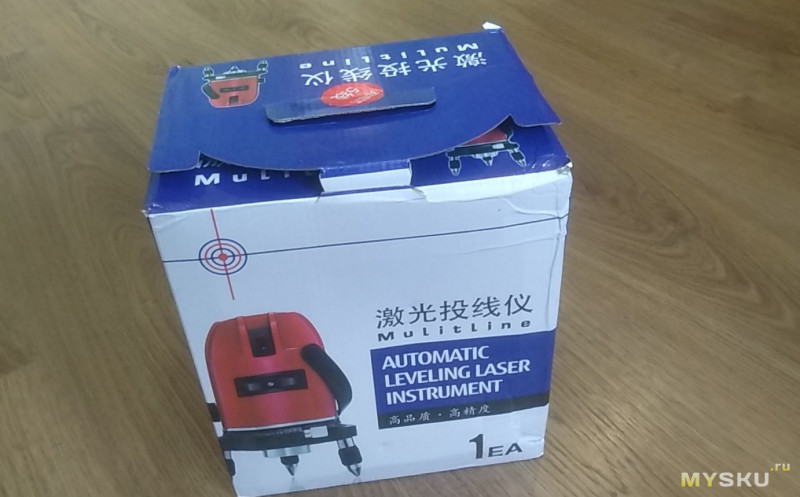 激光投线仪
Mulitline
Mulitline
激光投线仪
Mulitline
AUTOMATIC
LEVELING LASER
INSTRUMENT
高品质·高精度
1EA
MYSKU.ru